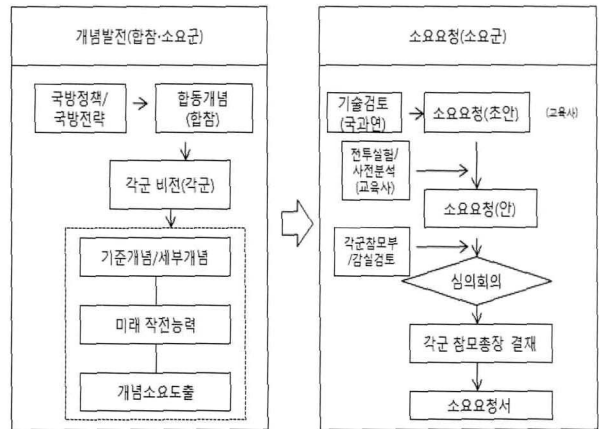 개념발전(합참·소요군)
국방정책/
국방전략
합동개념
(합참)
각군 비전(각군)
기준개념/세부개념
미래 작전능력
개념소요도출
소요요청(소요군)
기술검토
(국과연)
소요요청(초안)
(교육사)
전투실험/
사전분석
(교육사)
소요요청(안)
각군참모부
/감실검토
심의회의
각군 참모총장 결재
소요요청서